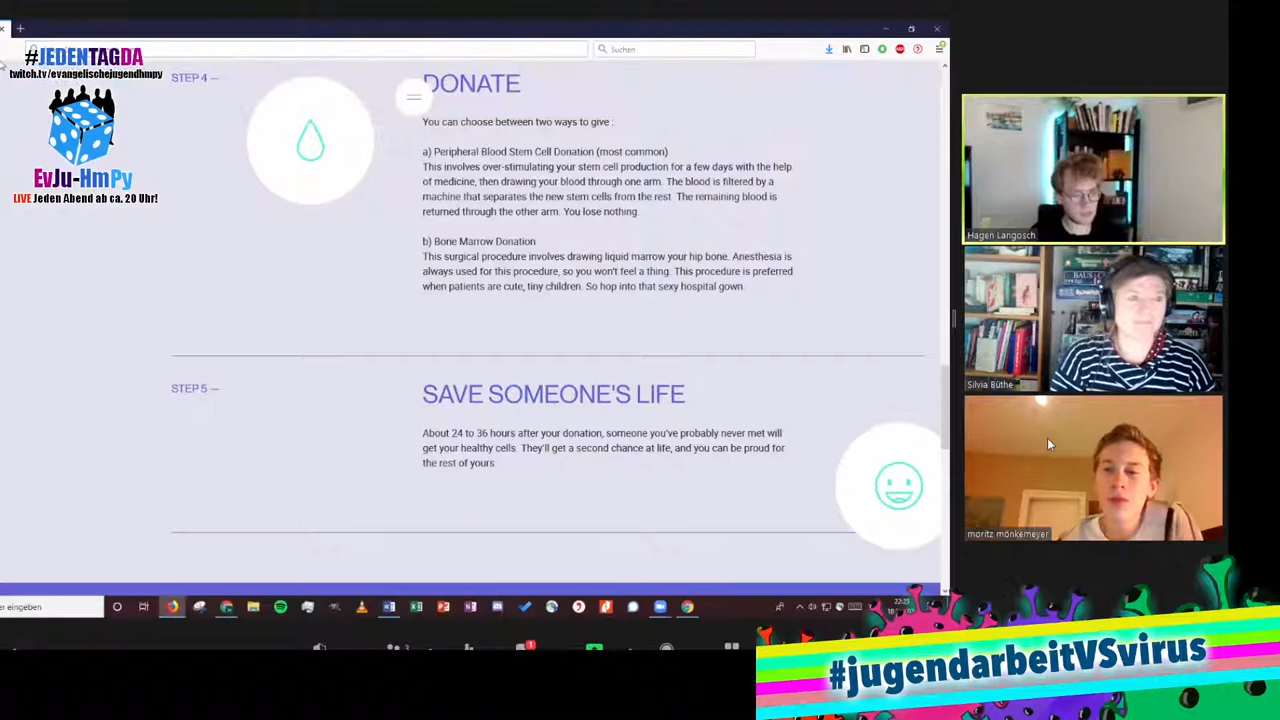 #JEDENTAGDA
twitch.tv/evangelischejugendhmpy
EvJu-HmPy
LIVE Jeden Abend ab ca. 20 Uhr!
Suchen
STEP 4 —
DONATE
You can choose between two ways to give :
a) Peripheral Blood Stem Cell Donation (most common)
This involves over-stimulating your stem cell production for a few days with the help
of medicine, then drawing your blood through one arm. The blood is filtered by a
machine that separates the new stem cells from the rest. The remaining blood is
returned through the other arm. You lose nothing.
b) Bone Marrow Donation
This surgical procedure involves drawing liquid marrow your hip bone. Anesthesia is
always used for this procedure, so you won't feel a thing. This procedure is preferred
when patients are cute, tiny children. So hop into that sexy hospital gown.
STEP 5 —
SAVE SOMEONE'S LIFE
About 24 to 36 hours after your donation, someone you've probably never met will
get your healthy cells. They'll get a second chance at life, and you can be proud for
the rest of yours.
er eingeben
Hagen Langosch
Silvia Büthe
moritz mönkemeyer
#jugendarbeitVSvirus